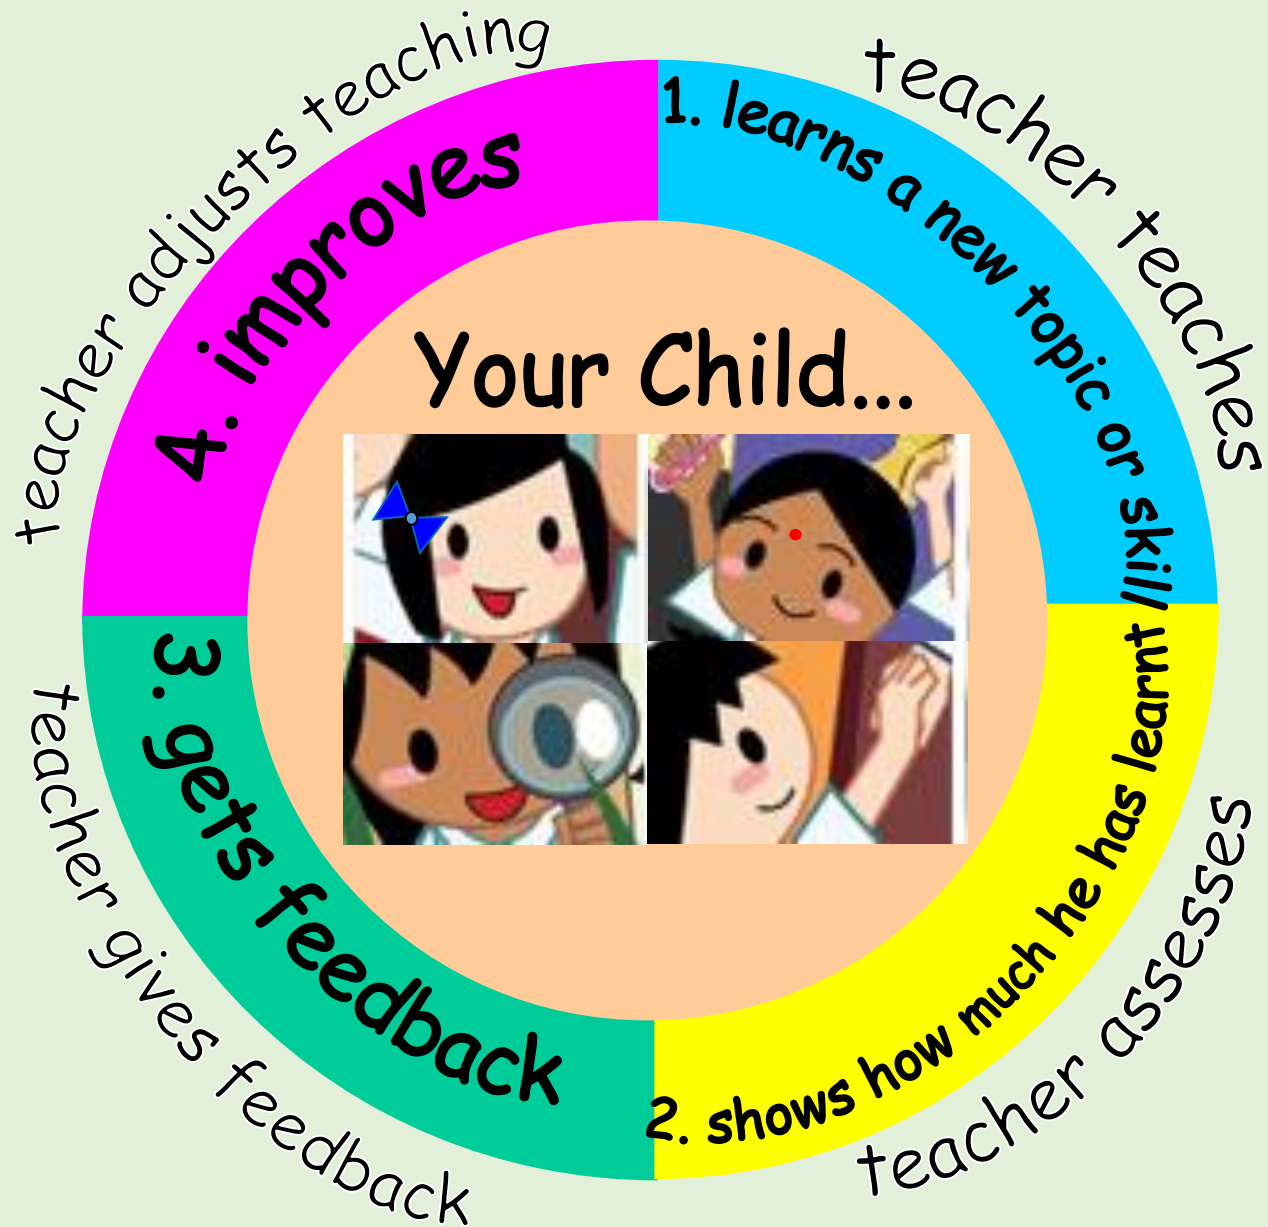 Your Child...
1. learns a new topic or skill
teacher teaches
2. shows how much he has learnt
teacher assesses
3. gets feedback
teacher gives feedback
4. improves
teacher adjusts teaching